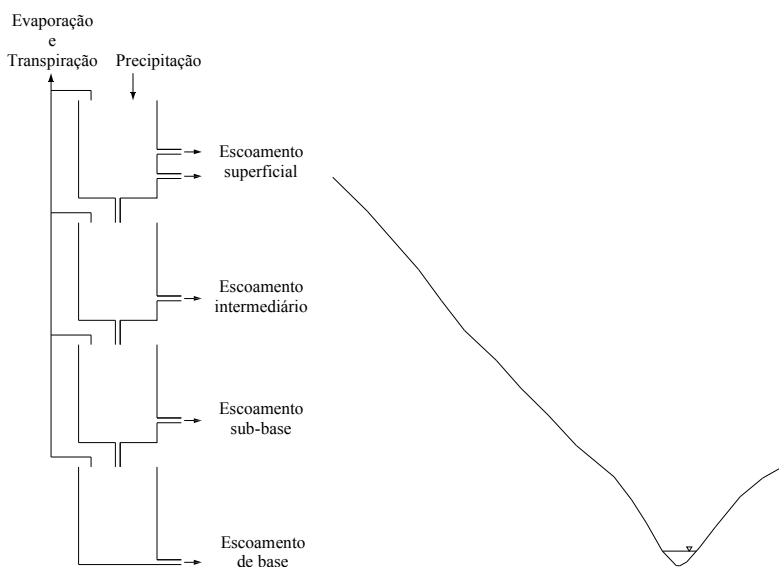 Evaporação
e
Transpiração
Precipitação
Escoamento
superficial
Escoamento
intermediário
Escoamento
sub-base
Escoamento
de base